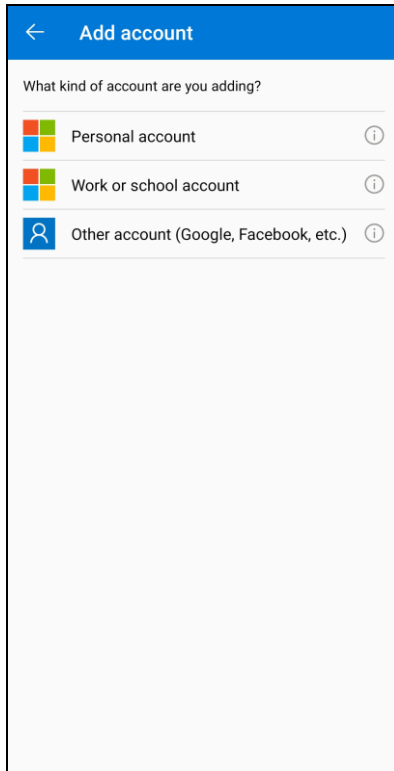 Add account
What kind of account are you adding?
Personal account
Work or school account
Other account (Google, Facebook, etc.)